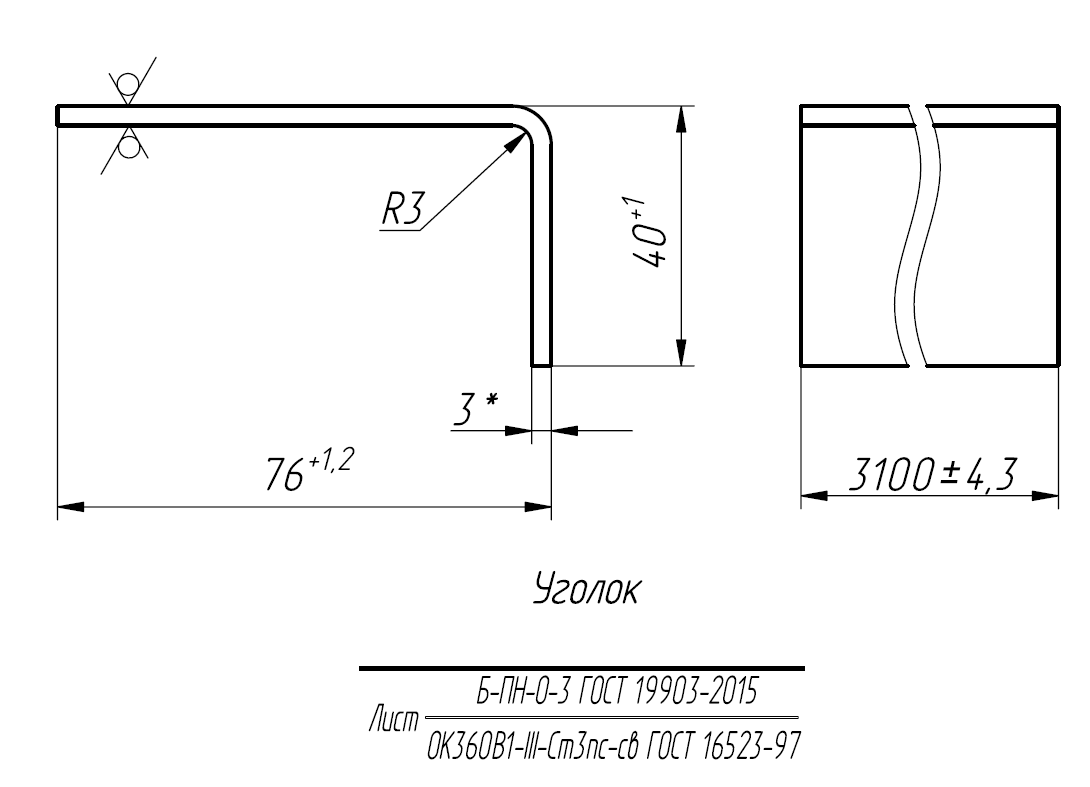 R3
40+1
3*
76+1,2
3100±4,3
Уголок
Б-ПН-О-3 ГОСТ 19903-2015
Лист
ОК360В1-III-Ст3пс-св ГОСТ 16523-97